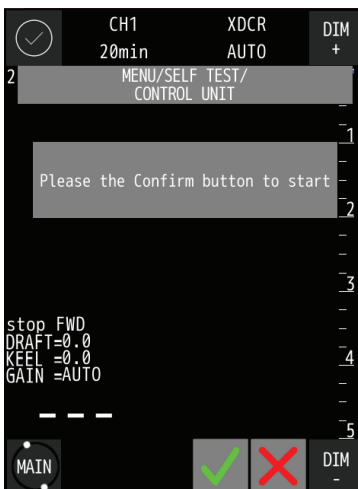 CH1 XDCR DIM
20min AUTO +
2 MENU/SELF TEST/
CONTROL UNIT
1
Please the Confirm button to start
2
3
stop FWD
DRAFT=0.0
KEEL =0.0
GAIN =AUTO
4
5
MAIN DIM
-